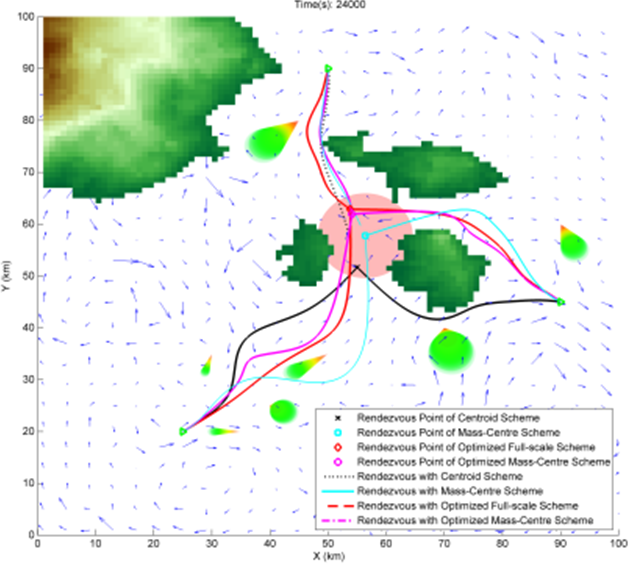 Time(s): 24000
100
90
80
70
60
50
40
30
20
10
0
Y (km)
0 10 20 30 40 50 60 70 80 90 100
X (km)
Rendezvous Point of Centroid Scheme
Rendezvous Point of Mass-Centre Scheme
Rendezvous Point of Optimized Full-scale Scheme
Rendezvous Point of Optimized Mass-Centre Scheme
Rendezvous with Centroid Scheme
Rendezvous with Mass-Centre Scheme
Rendezvous with Optimized Full-scale Scheme
Rendezvous with Optimized Mass-Centre Scheme